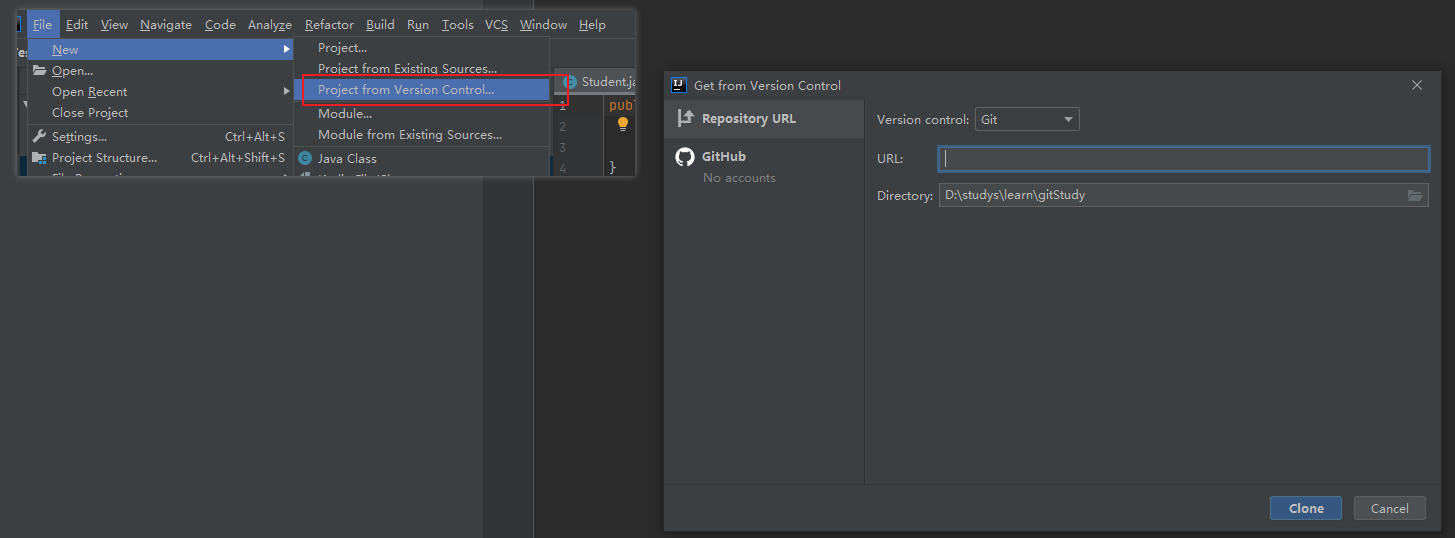 File Edit View Navigate Code Analyze Refactor Build Run Tools VCS Window Help
New
Open...
Open Recent
Close Project
Settings... Ctrl+Alt+S
Project Structure... Ctrl+Alt+Shift+S
Project...
Project from Existing Sources...
Project from Version Control...
Module...
Module from Existing Sources...
Java Class
Student.ja
1 publ
2
3
4 }
IJ Get from Version Control
Repository URL
GitHub
No accounts
Version control: Git
URL:
Directory: D:\studys\learn\gitStudy
Clone Cancel